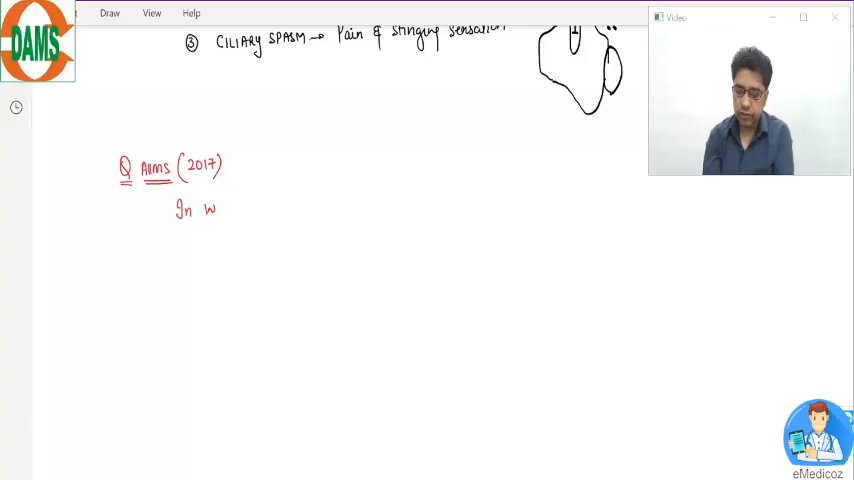 DAMS
Draw View Help
Video
③ CILIARY SPASM → Pain & Stinging Sensation
Q AIIMS (2017)
In w
eMedicoz